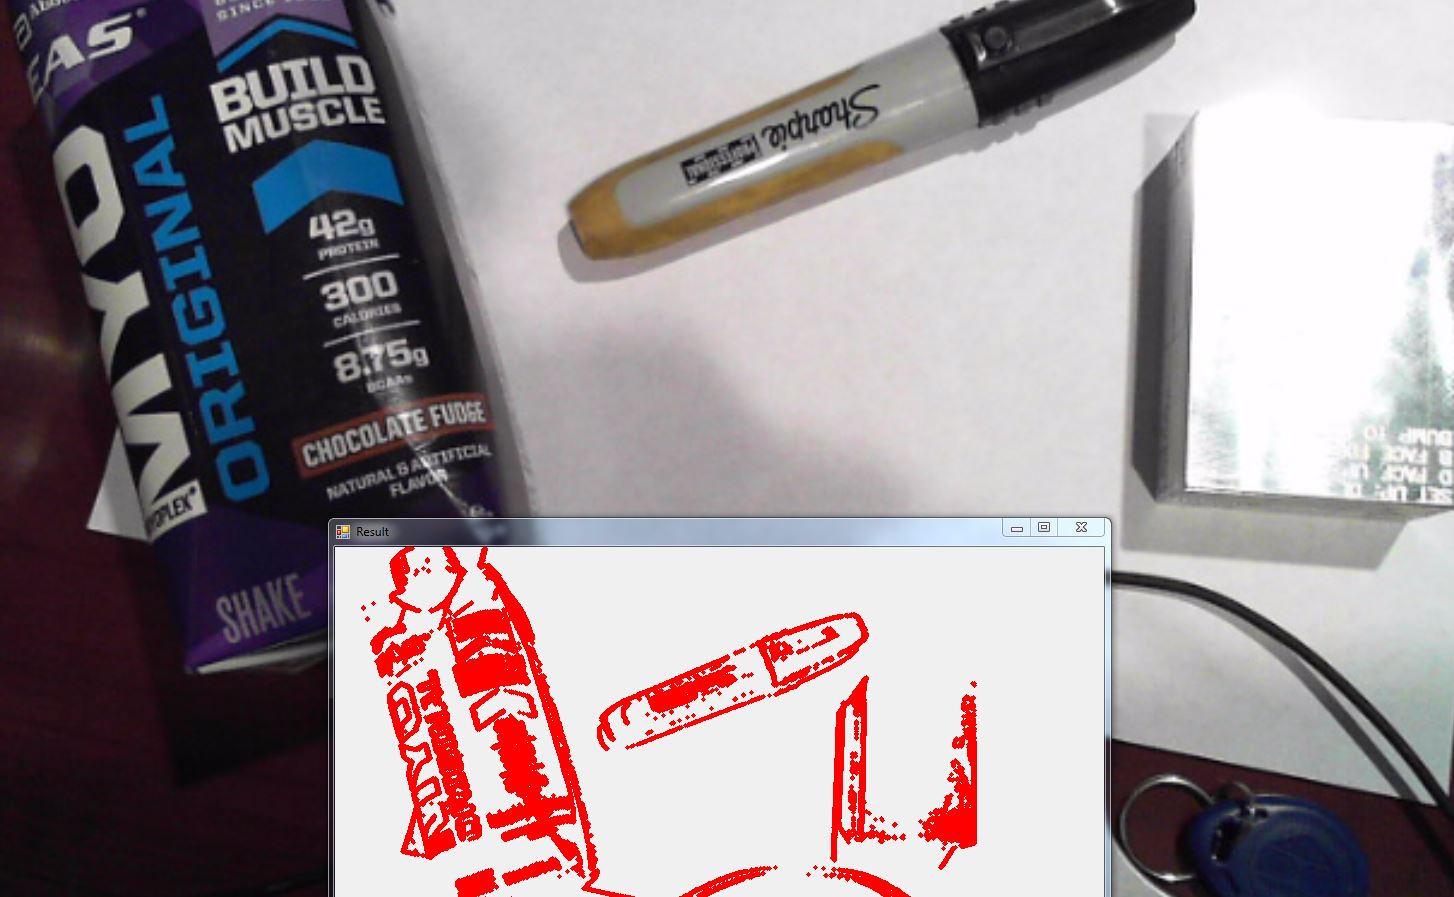 SINCE
EAS®
BUILD
MUSCLE
MYO
ORIGINAL
42g
PROTEIN
300
CALORIES
8.75g
BCAAs
CHOCOLATE FUDGE
NATURAL & ARTIFICIAL
FLAVOR
MYOPLEX®
SHAKE
Sharpie
SET UP
D FACE UP
B FACE
BUMP TO
Result